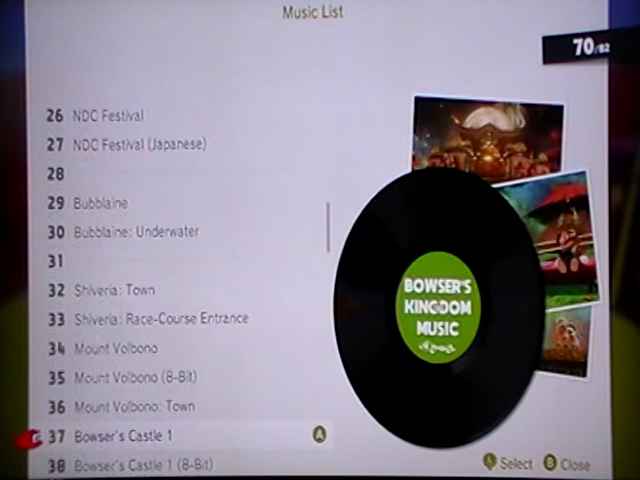 Music List
70/82
26 NDC Festival
27 NDC Festival (Japanese)
28
29 Bubblaine
30 Bubblaine: Underwater
31
32 Shiveria: Town
33 Shiveria: Race-Course Entrance
34 Mount Volbono
35 Mount Volbono (8-Bit)
36 Mount Volbono: Town
37 Bowser's Castle 1 A
38 Bowser's Castle 1 (8-Bit)
BOWSER'S
KINGDOM
MUSIC
Select B Close